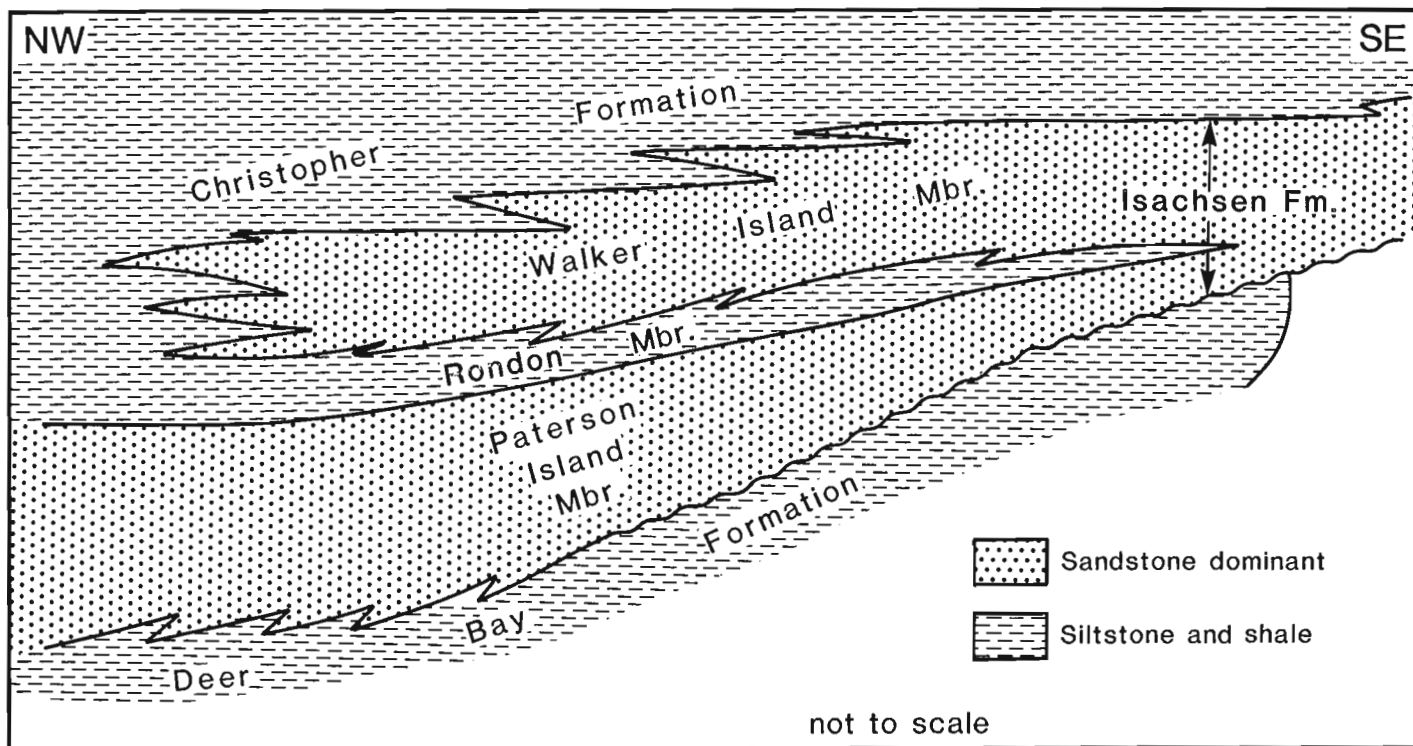 NW
SE
Christopher Formation
Walker Island Mbr.
Isachsen Fm.
Rondon Mbr.
Paterson
Island
Mbr.
Deer Bay Formation
Sandstone dominant
Siltstone and shale
not to scale